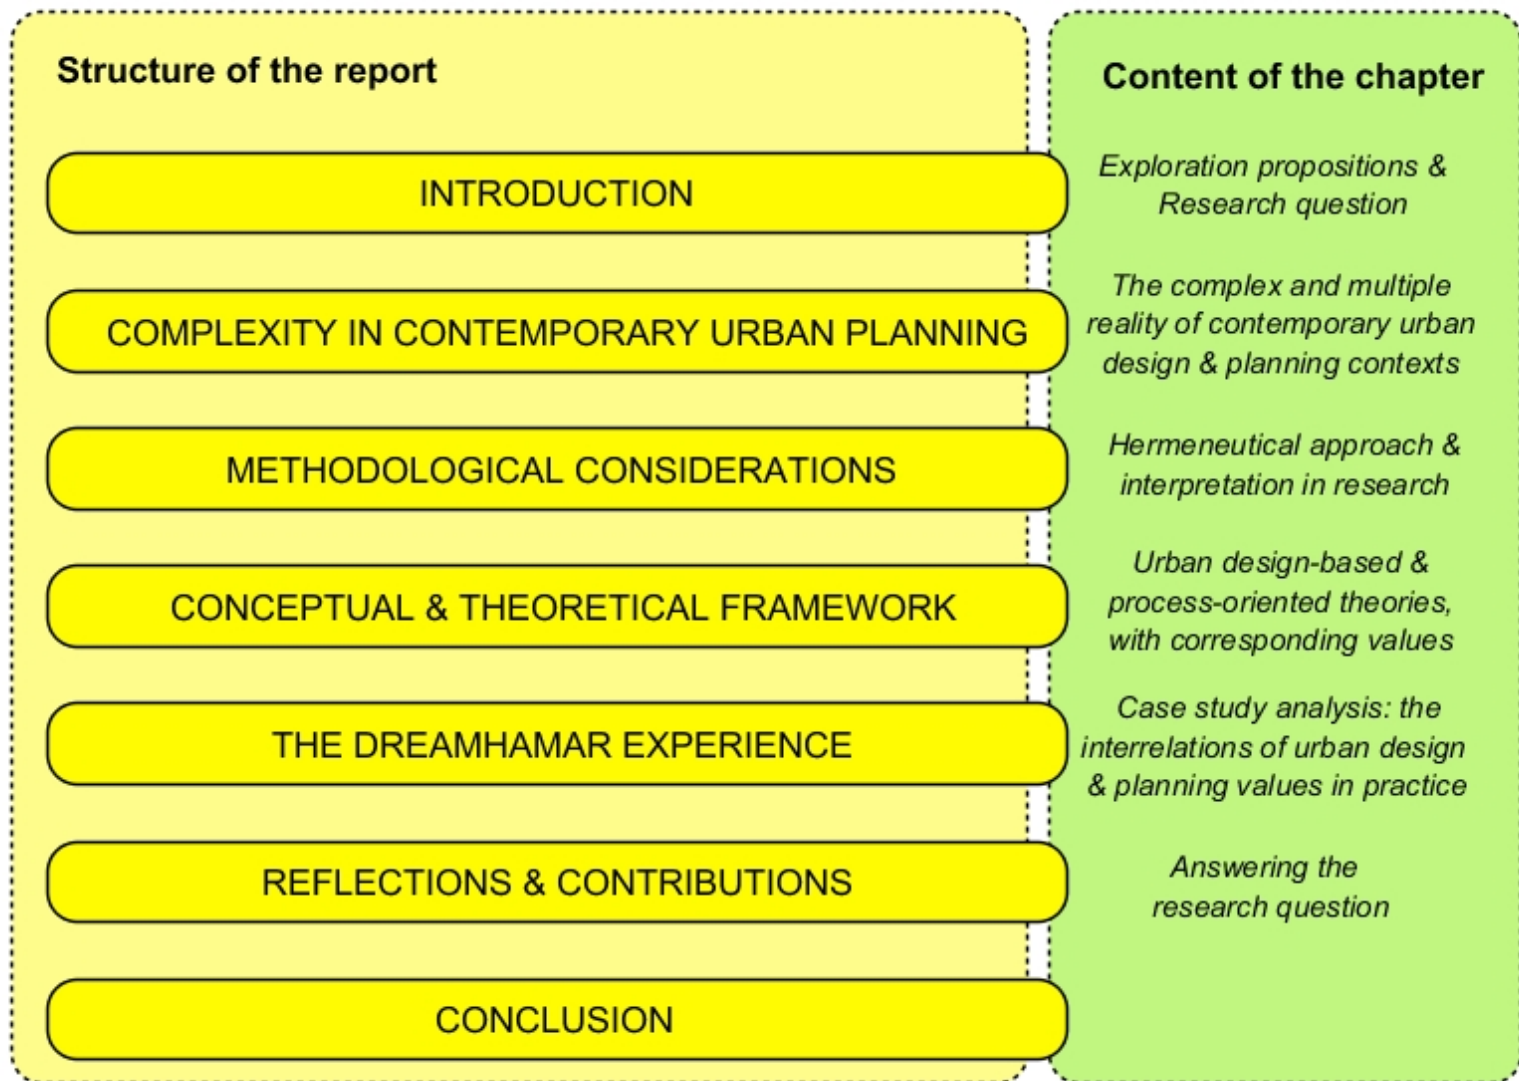 Structure of the report
Content of the chapter
INTRODUCTION
Exploration propositions &
Research question
COMPLEXITY IN CONTEMPORARY URBAN PLANNING
The complex and multiple
reality of contemporary urban
design & planning contexts
METHODOLOGICAL CONSIDERATIONS
Hermeneutical approach &
interpretation in research
CONCEPTUAL & THEORETICAL FRAMEWORK
Urban design-based &
process-oriented theories,
with corresponding values
THE DREAMHAMAR EXPERIENCE
Case study analysis: the
interrelations of urban design
& planning values in practice
REFLECTIONS & CONTRIBUTIONS
Answering the
research question
CONCLUSION